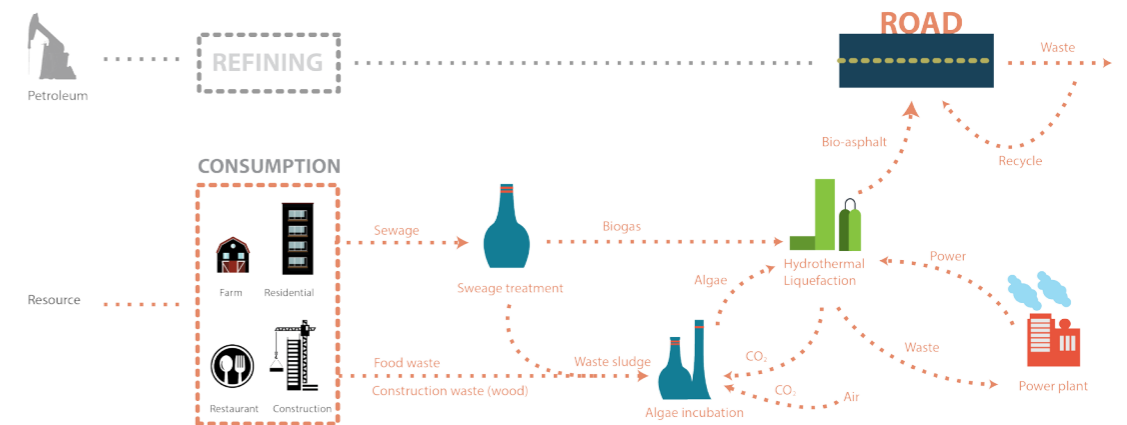 ROAD
Waste
REFINING
Petroleum
Recycle
Bio-asphalt
CONSUMPTION
Sewage
Biogas
Hydrothermal
Liquefaction
Power
Farm
Residential
Sweage treatment
Algae
Resource
Food waste
Construction waste (wood)
Waste sludge
CO₂
CO₂
Air
Waste
Restaurant
Construction
Algae incubation
Power plant